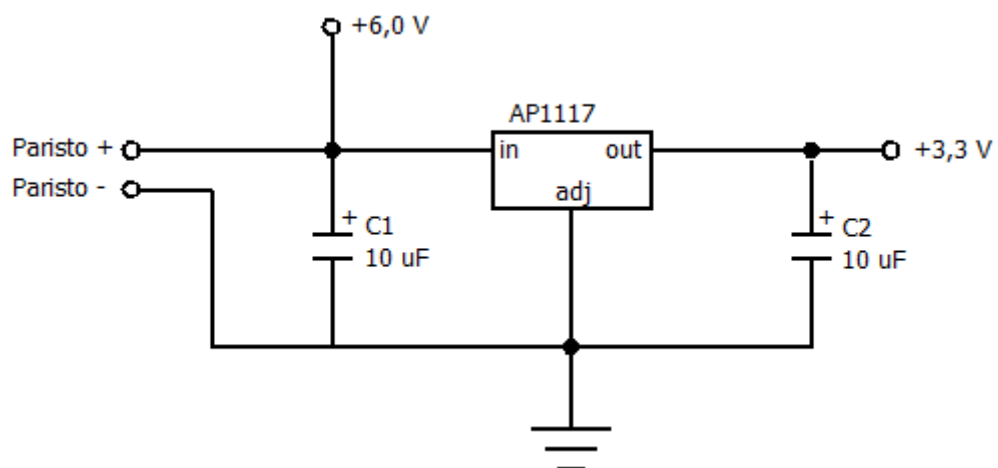 +6,0 V
AP1117
Paristo +
in
out
+3,3 V
Paristo -
adj
+
C1
10 uF
+
C2
10 uF